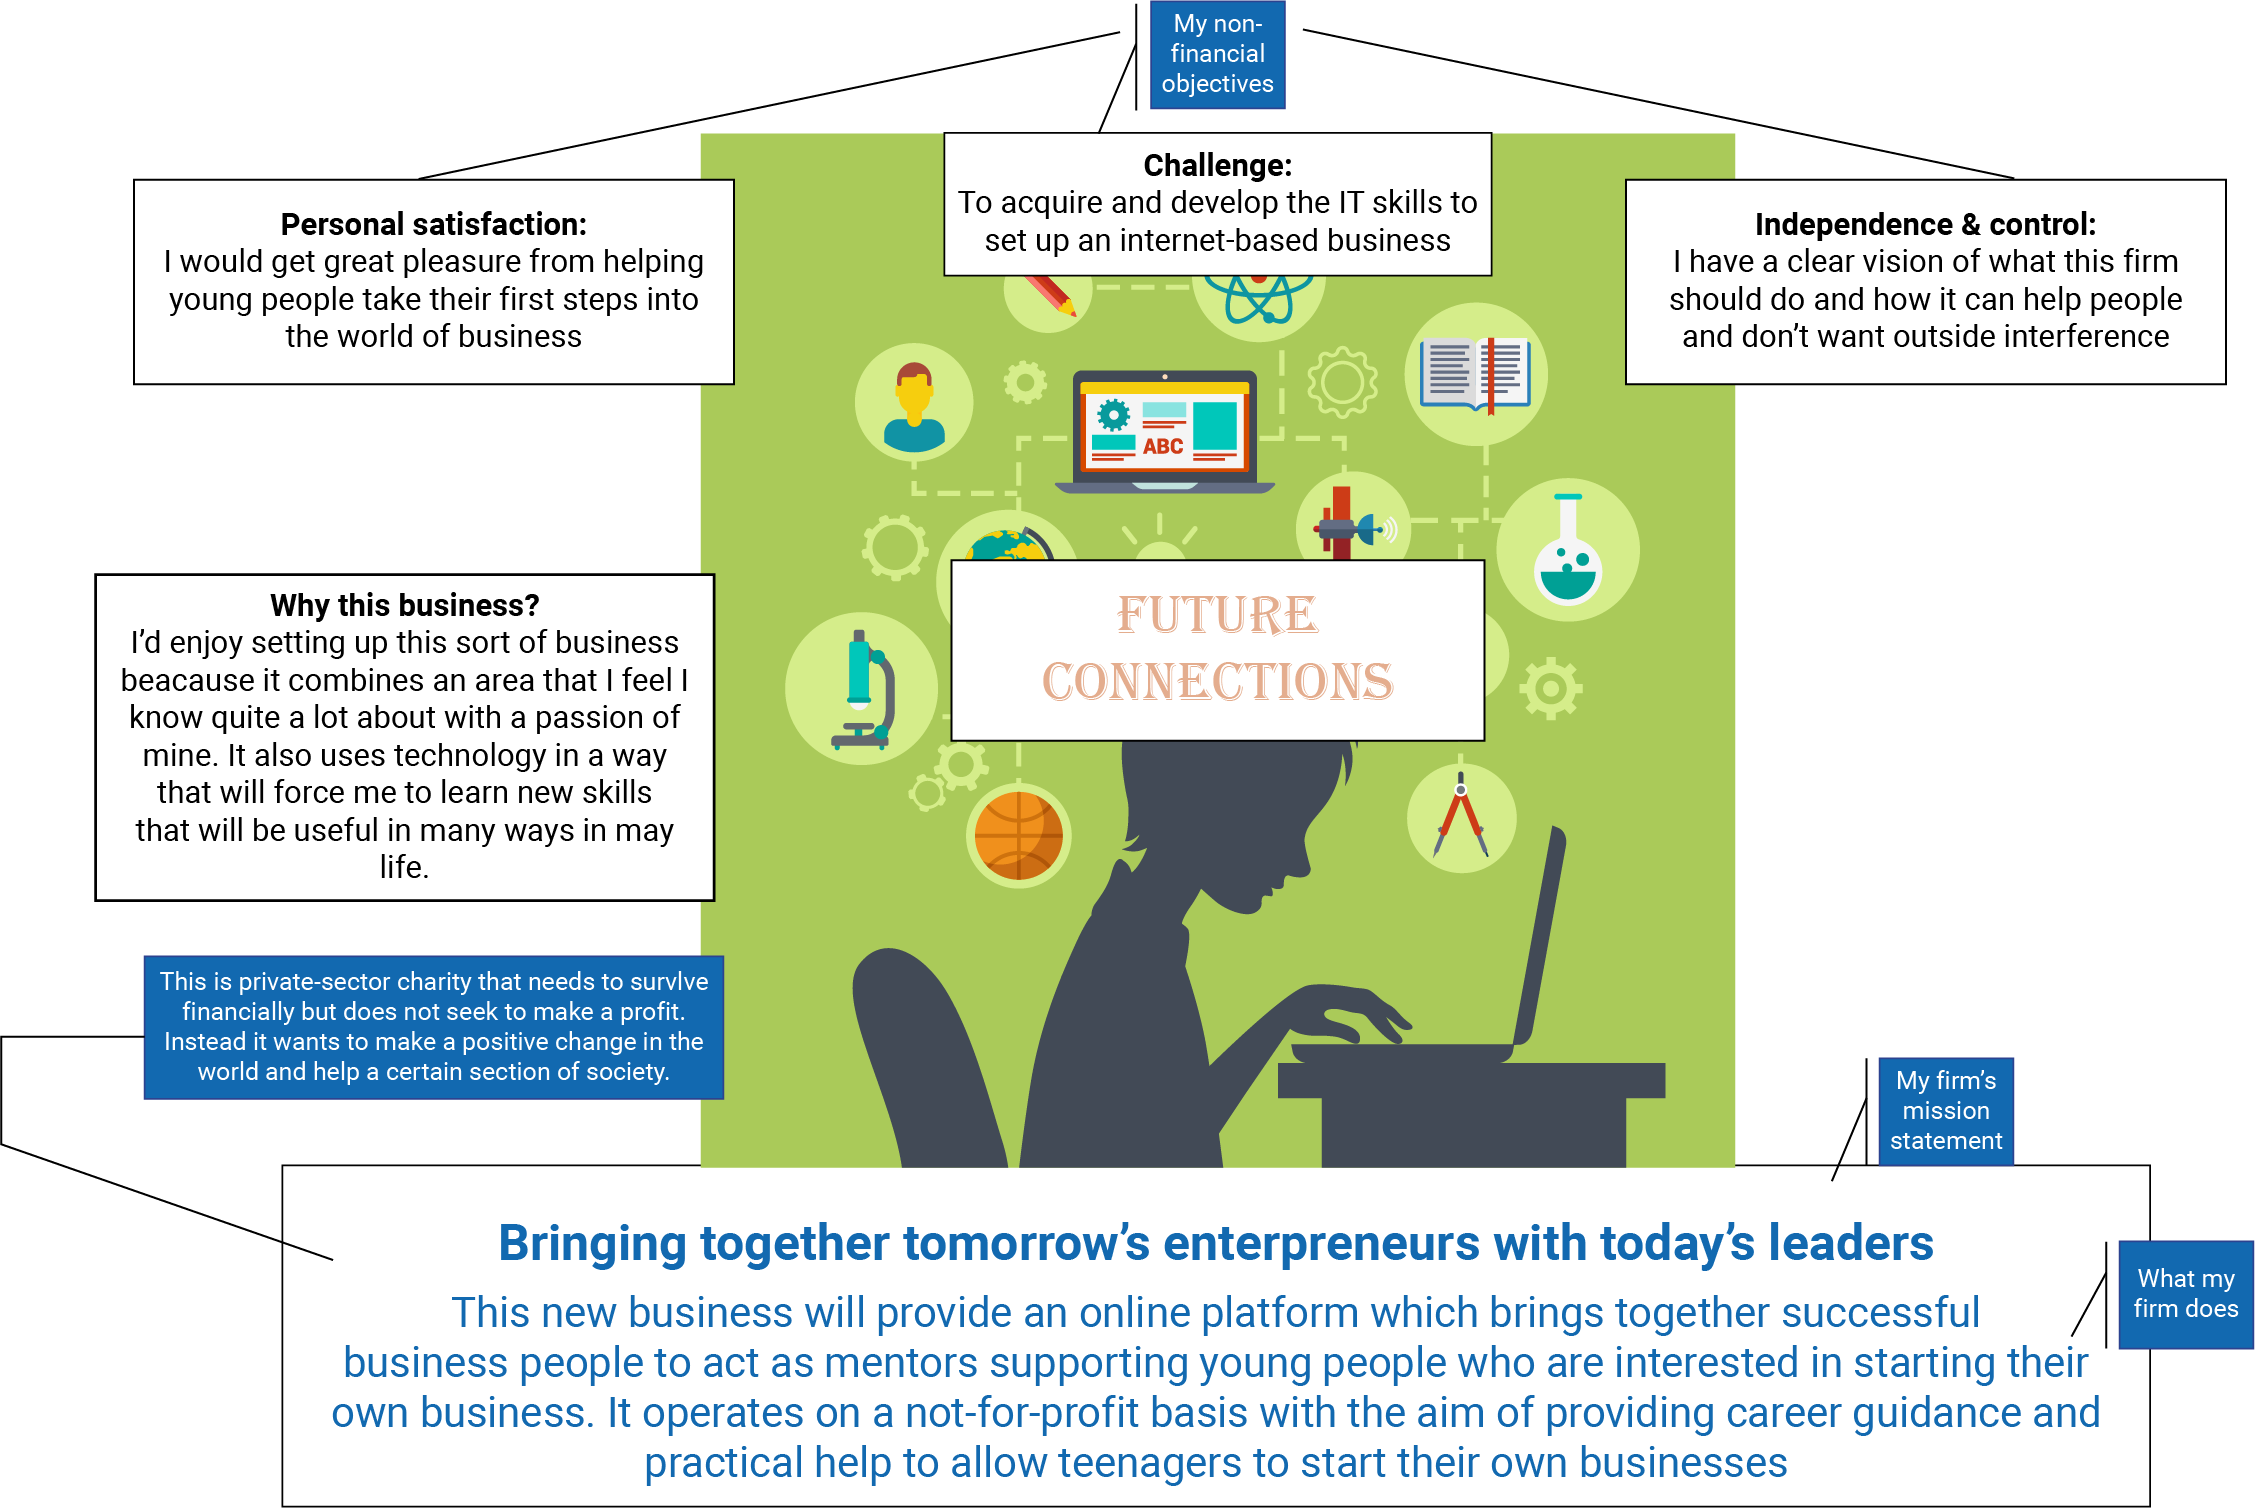 My non-
financial
objectives
Personal satisfaction:
I would get great pleasure from helping
young people take their first steps into
the world of business
Challenge:
To acquire and develop the IT skills to
set up an internet-based business
Independence & control:
I have a clear vision of what this firm
should do and how it can help people
and don't want outside interference
ABC
FUTURE
CONNECTIONS
Why this business?
I'd enjoy setting up this sort of business
beacause it combines an area that I feel I
know quite a lot about with a passion of
mine. It also uses technology in a way
that will force me to learn new skills
that will be useful in many ways in may
life.
This is private-sector charity that needs to survlve
financially but does not seek to make a profit.
Instead it wants to make a positive change in the
world and help a certain section of society.
My firm's
mission
statement
Bringing together tomorrow's enterpreneurs with today's leaders
What my
firm does
This new business will provide an online platform which brings together successful
business people to act as mentors supporting young people who are interested in starting their
own business. It operates on a not-for-profit basis with the aim of providing career guidance and
practical help to allow teenagers to start their own businesses